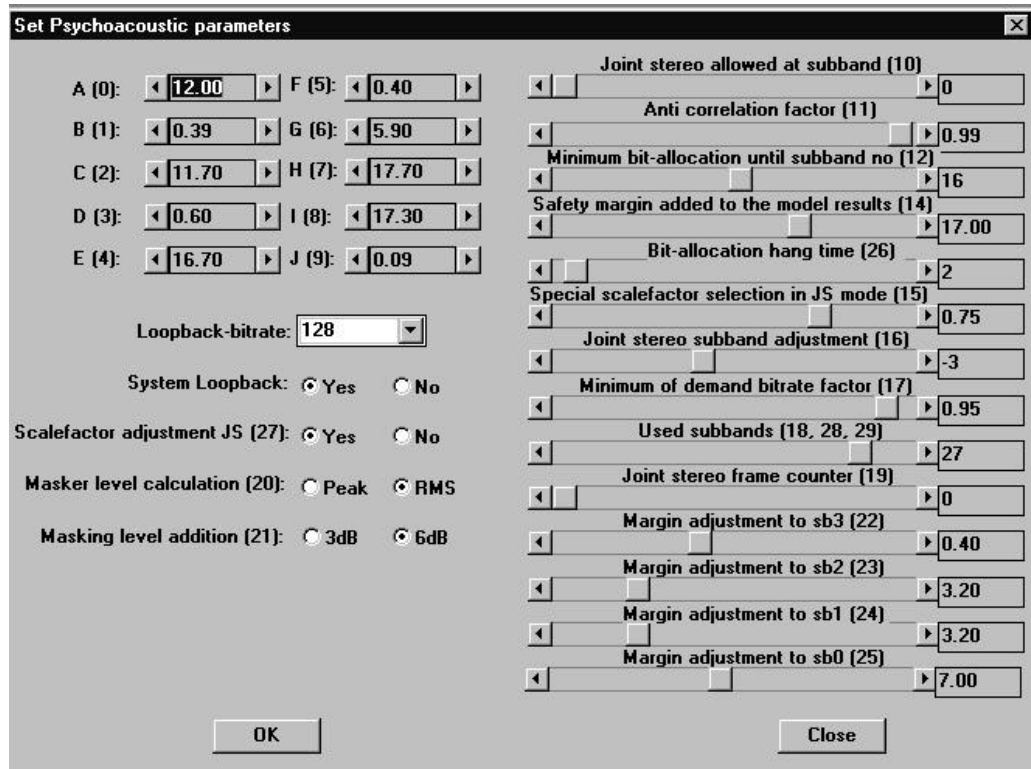 Set Psychoacoustic parameters
A (0): 12.00 F (5): 0.40
B (1): 0.39 G (6): 5.90
C (2): 11.70 H (7): 17.70
D (3): 0.60 I (8): 17.30
E (4): 16.70 J (9): 0.09
Loopback-bitrate: 128
System Loopback: Yes No
Scalefactor adjustment JS (27): Yes No
Masker level calculation (20): Peak RMS
Masking level addition (21): 3dB 6dB
OK
Joint stereo allowed at subband (10)
0
Anti correlation factor (11)
0.99
Minimum bit-allocation until subband no (12)
16
Safety margin added to the model results (14)
17.00
Bit-allocation hang time (26)
2
Special scalefactor selection in JS mode (15)
0.75
Joint stereo subband adjustment (16)
-3
Minimum of demand bitrate factor (17)
0.95
Used subbands (18, 28, 29)
27
Joint stereo frame counter (19)
0
Margin adjustment to sb3 (22)
0.40
Margin adjustment to sb2 (23)
3.20
Margin adjustment to sb1 (24)
3.20
Margin adjustment to sb0 (25)
7.00
Close